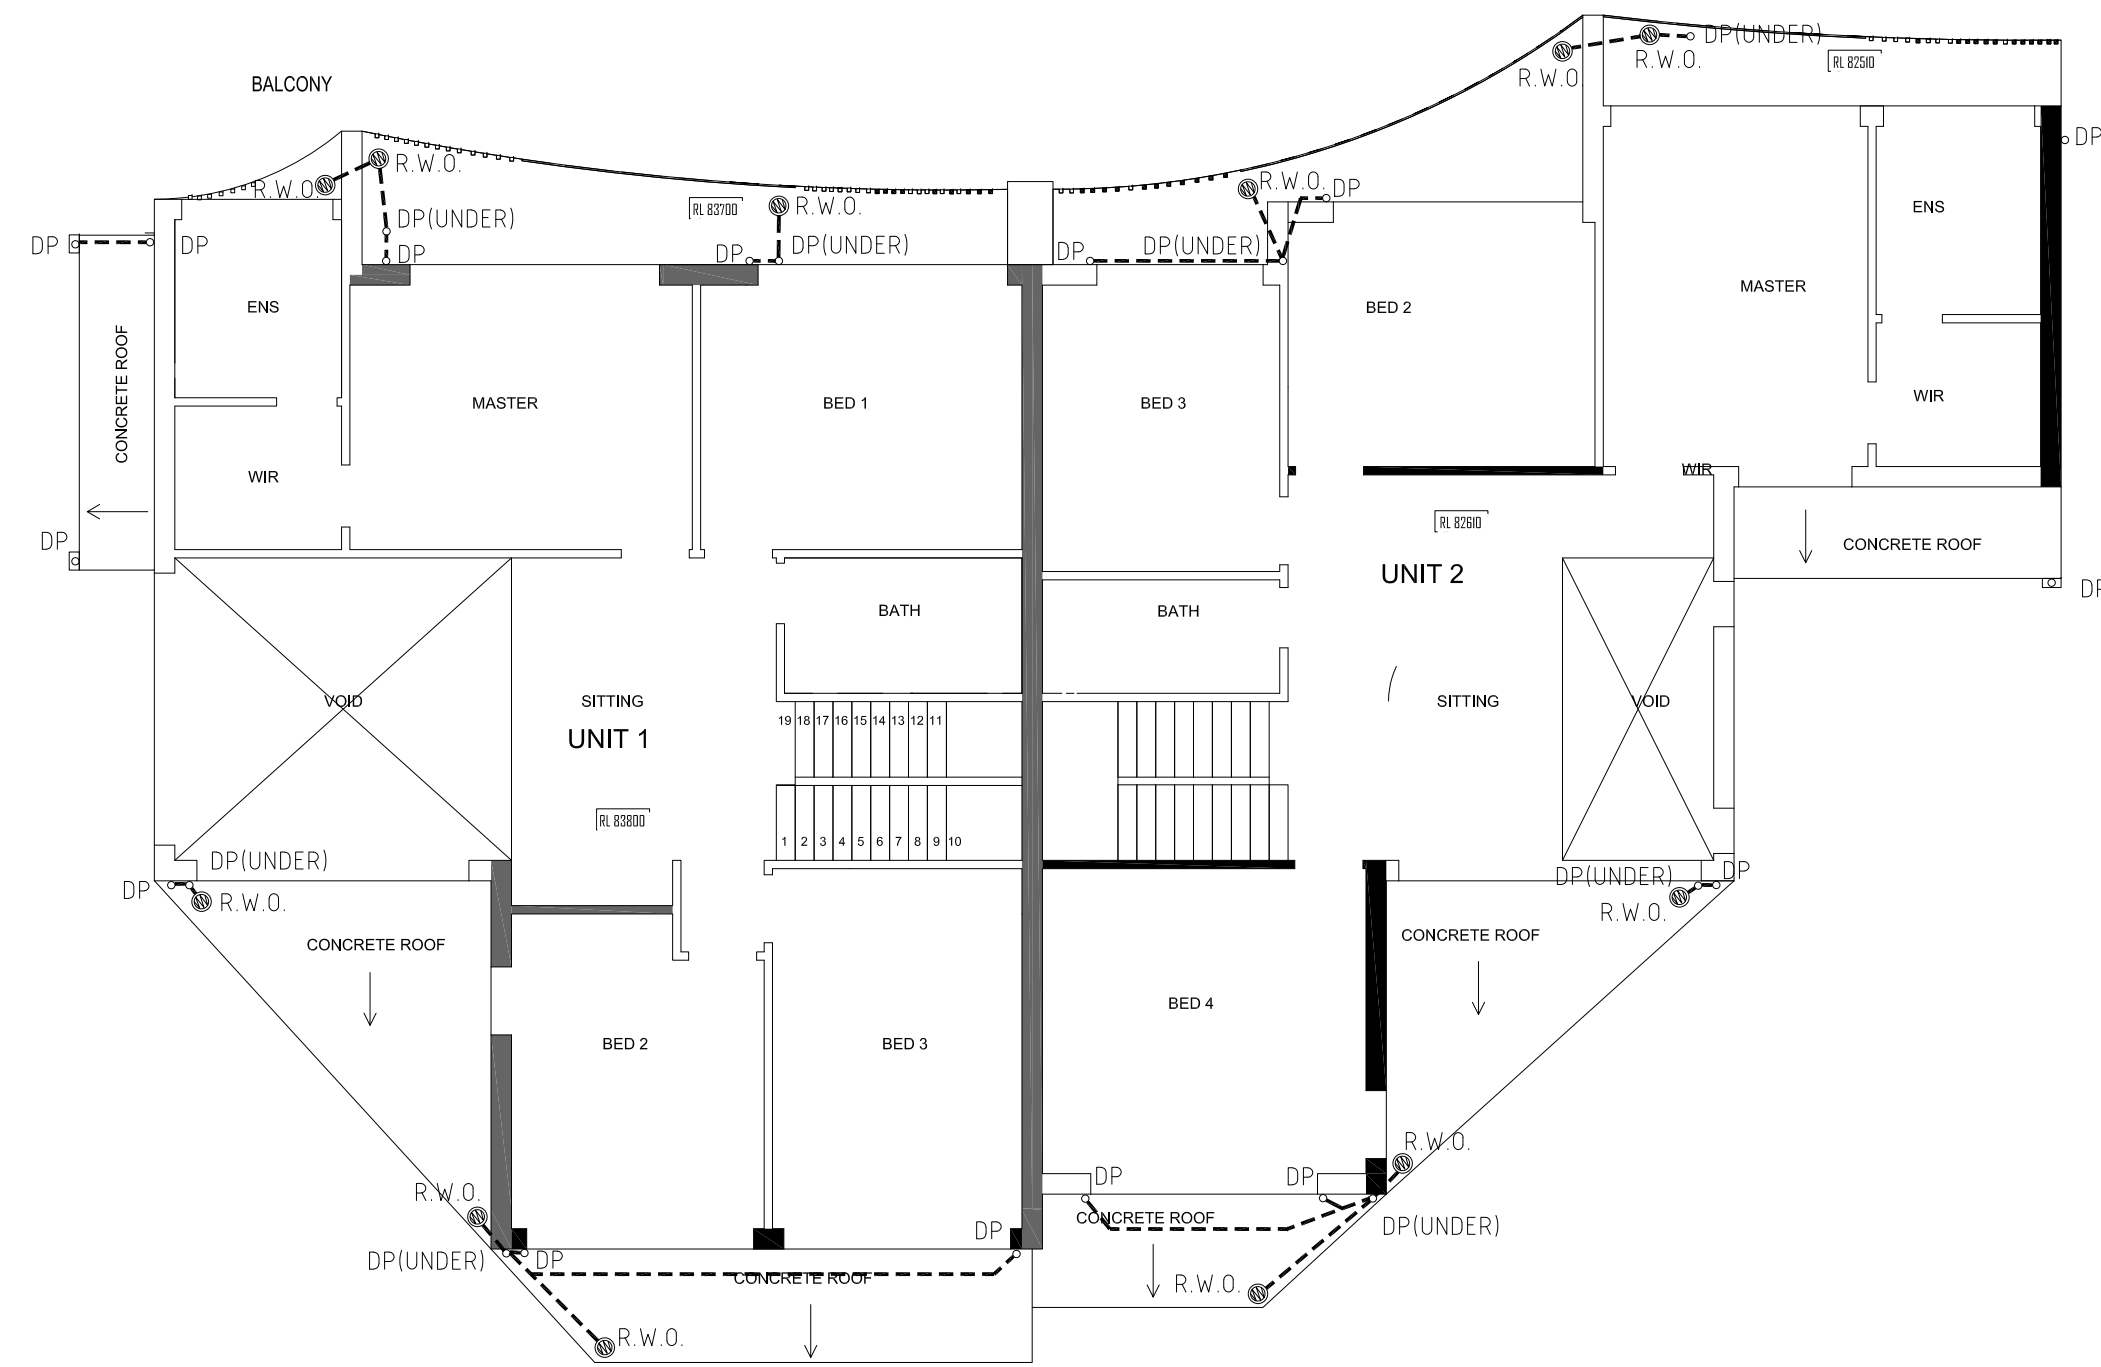 DP(UNDER)
R.W.O.
R.W.O.
RL 82510
BALCONY
DP
R.W.O.
R.W.O.
R.W.O.
DP
RL 83700
R.W.O.
ENS
DP(UNDER)
DP
DP
DP
DP
DP(UNDER)
DP
DP(UNDER)
ENS
BED 2
MASTER
CONCRETE ROOF
MASTER
BED 1
BED 3
WIR
WIR
WIR
RL 82610
DP
CONCRETE ROOF
UNIT 2
DP
BATH
BATH
VOID
SITTING
SITTING
VOID
19 18 17 16 15 14 13 12 11
UNIT 1
RL 83800
1 2 3 4 5 6 7 8 9 10
DP(UNDER)
DP
R.W.O.
DP
DP(UNDER)
R.W.O.
CONCRETE ROOF
CONCRETE ROOF
BED 4
BED 2
BED 3
R.W.O.
DP
DP
R.W.O.
CONCRETE ROOF
DP(UNDER)
DP
DP(UNDER)
DP
CONCRETE ROOF
R.W.O.
R.W.O.